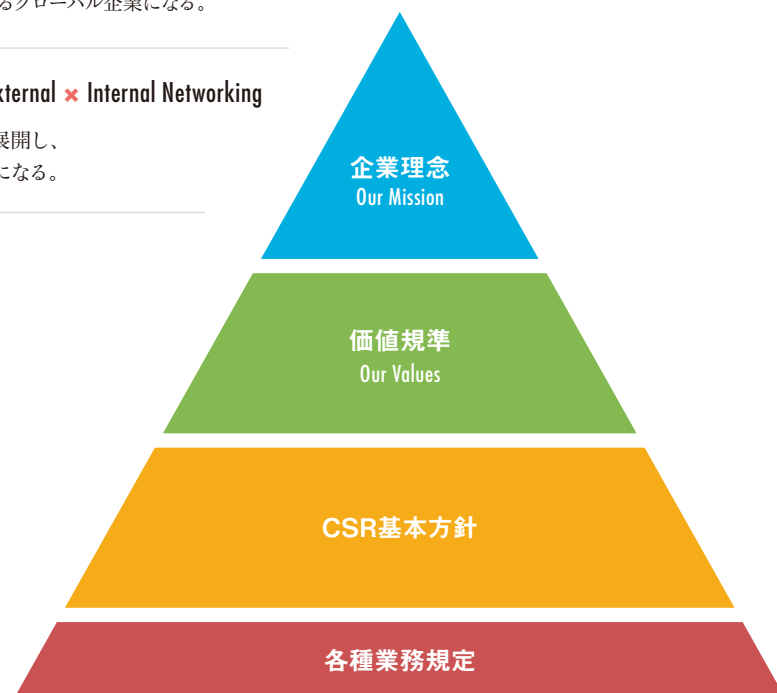 るグローバル企業になる。
xternal × Internal Networking
展開し、
になる。
企業理念
Our Mission
価値規準
Our Values
CSR基本方針
各種業務規定